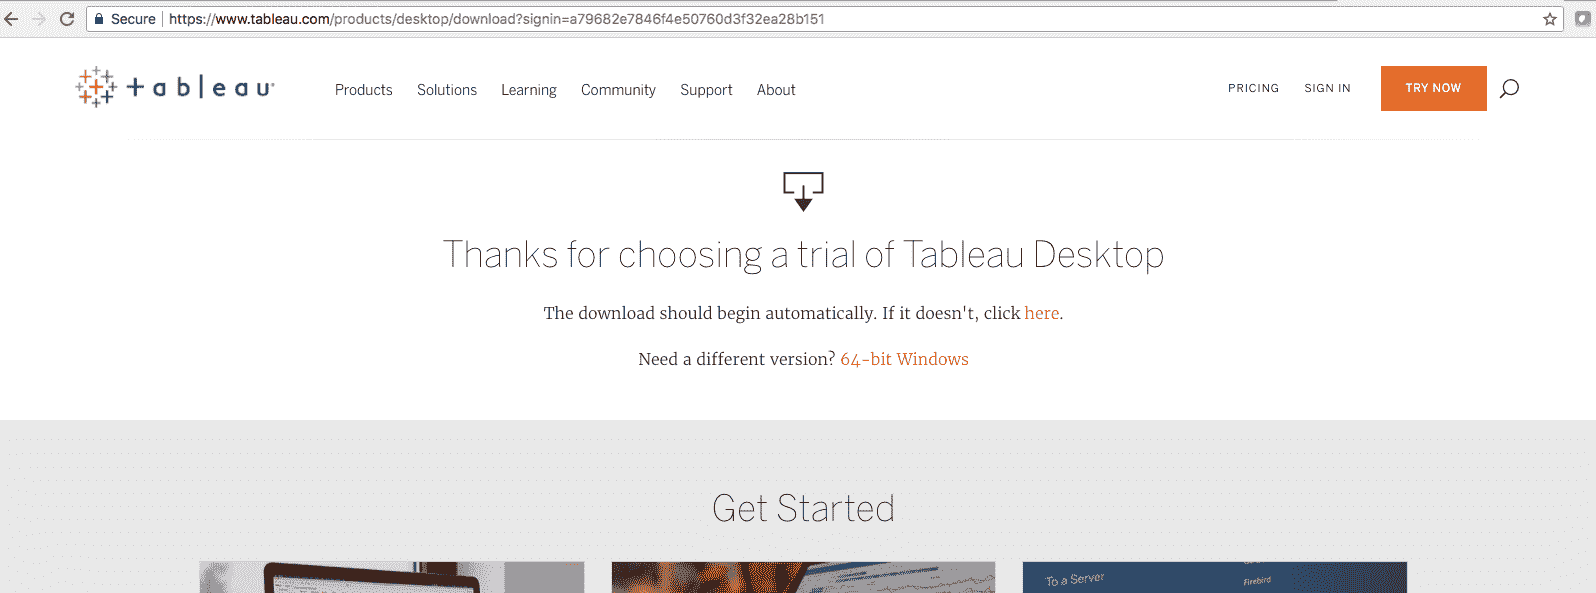 Secure https://www.tableau.com/products/desktop/download?signin=a79682e7846f4e50760d3f32ea28b151
tableau Products Solutions Learning Community Support About PRICING SIGN IN TRY NOW
Thanks for choosing a trial of Tableau Desktop
The download should begin automatically. If it doesn't, click here.
Need a different version? 64-bit Windows
Get Started
To a Server
Firebird